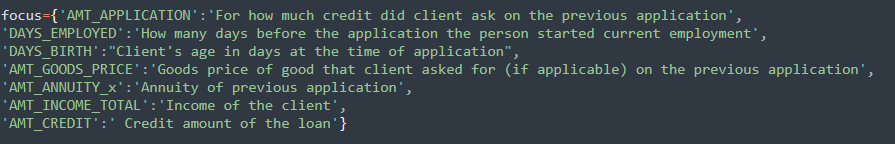 focus={'AMT_APPLICATION':'For how much credit did client ask on the previous application',
'DAYS_EMPLOYED':'How many days before the application the person started current employment',
'DAYS_BIRTH':"Client's age in days at the time of application",
'AMT_GOODS_PRICE':'Goods price of good that client asked for (if applicable) on the previous application',
'AMT_ANNUITY_x':'Annuity of previous application',
'AMT_INCOME_TOTAL':'Income of the client',
'AMT_CREDIT':' Credit amount of the loan'}